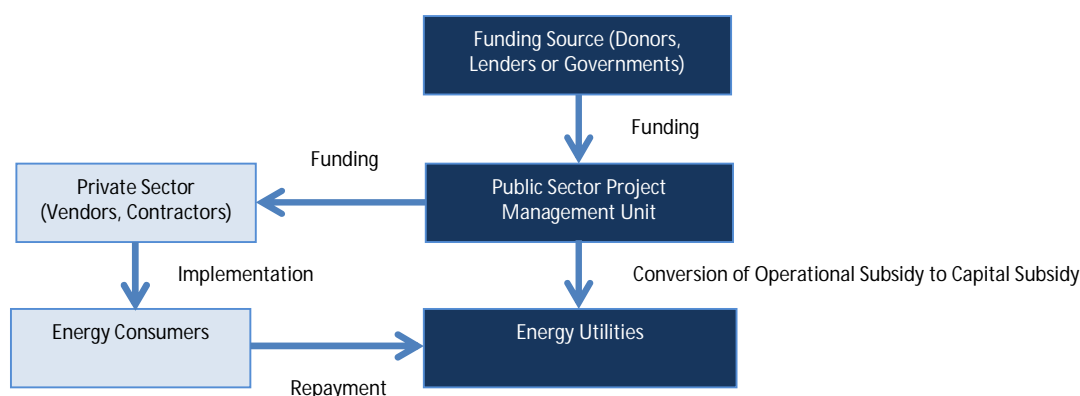 Funding Source (Donors,
Lenders or Governments)
Funding
Funding
Private Sector
(Vendors, Contractors)
Public Sector Project
Management Unit
Implementation
Conversion of Operational Subsidy to Capital Subsidy
Energy Consumers
Energy Utilities
Repayment